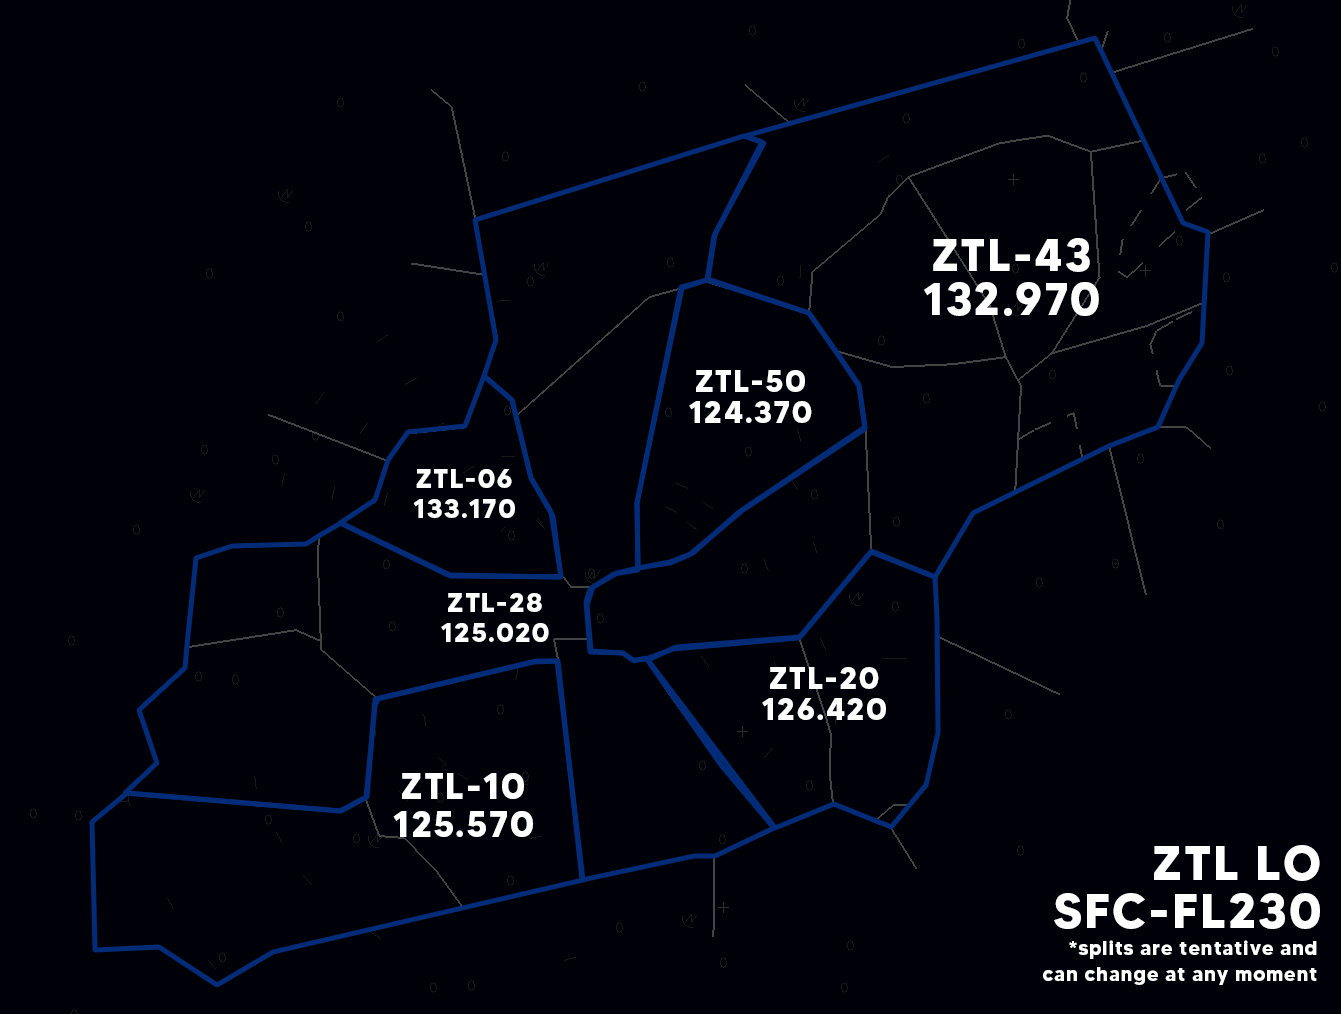 ZTL-43
132.970
ZTL-50
124.370
ZTL-06
133.170
ZTL-28
125.020
ZTL-20
126.420
ZTL-10
125.570
ZTL LO
SFC-FL230
*splits are tentative and
can change at any moment